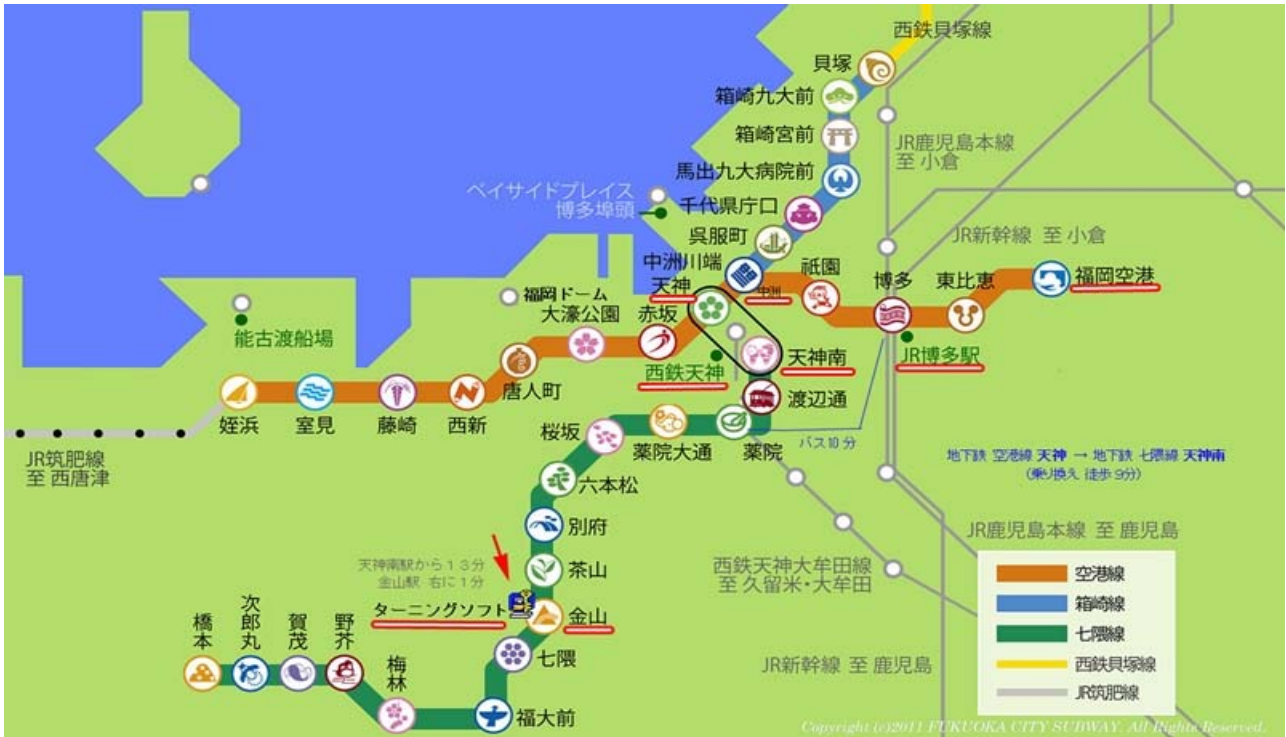 西鉄貝塚線
貝塚
箱崎九大前
箱崎宮前
JR鹿児島本線
至 小倉
馬出九大病院前
ベイサイドプレイス
博多埠頭
千代県庁口
呉服町
JR新幹線 至 小倉
中洲川端
祇園
博多
東比恵
福岡空港
天神
中洲
福岡ドーム
大濠公園
赤坂
能古渡船場
西鉄天神
天神南
JR博多駅
唐人町
渡辺通
姪浜
室見
藤崎
西新
桜坂
薬院大通
薬院
バス10分
JR筑肥線
至 西唐津
地下鉄 空港線 天神 → 地下鉄 七隈線 天神南
(乗り換え 徒歩 9分)
六本松
別府
JR鹿児島本線 至 鹿児島
天神南駅から13分
金山駅 右に1分
茶山
西鉄天神大牟田線
至 久留米・大牟田
ターニングソフト
金山
空港線
箱崎線
七隈線
西鉄貝塚線
JR筑肥線
橋本
次郎丸
賀茂
野芥
梅林
七隈
福大前
JR新幹線 至 鹿児島
Copyright (c)2011 FUKUOKA CITY SUBWAY. All Rights Reserved.